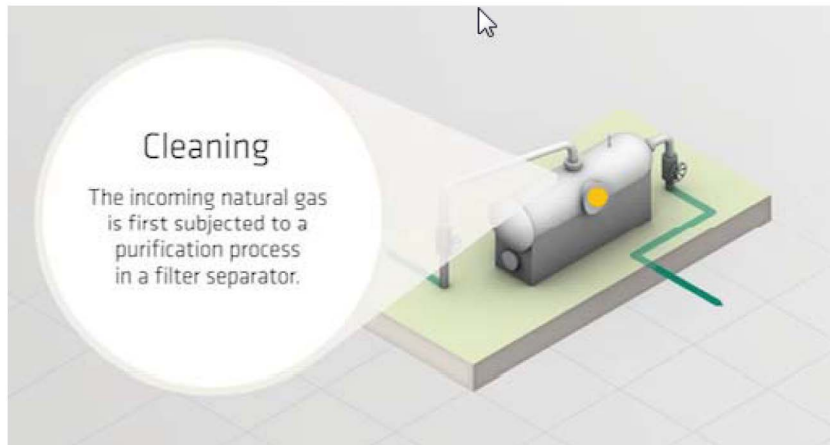 Cleaning
The incoming natural gas
is first subjected to a
purification process
in a filter separator.